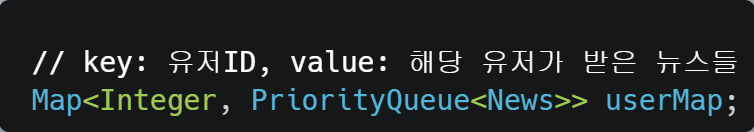 // key: 유저ID, value: 해당 유저가 받은 뉴스들
Map<Integer, PriorityQueue<News>> userMap;